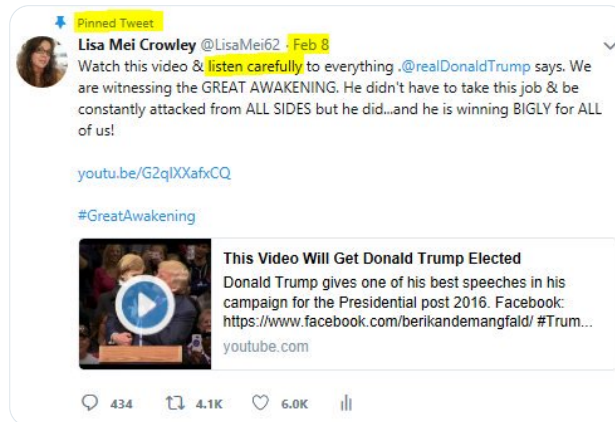 Pinned Tweet
Lisa Mei Crowley @LisaMei62 · Feb 8
Watch this video & listen carefully to everything .@realDonaldTrump says. We
are witnessing the GREAT AWAKENING. He didn't have to take this job & be
constantly attacked from ALL SIDES but he did...and he is winning BIGLY for ALL
of us!
youtu.be/G2qIXXafxCQ
#GreatAwakening
This Video Will Get Donald Trump Elected
Donald Trump gives one of his best speeches in his
campaign for the Presidential post 2016. Facebook:
https://www.facebook.com/berikandemangfald/ #Trum...
youtube.com
434 4.1K 6.0K